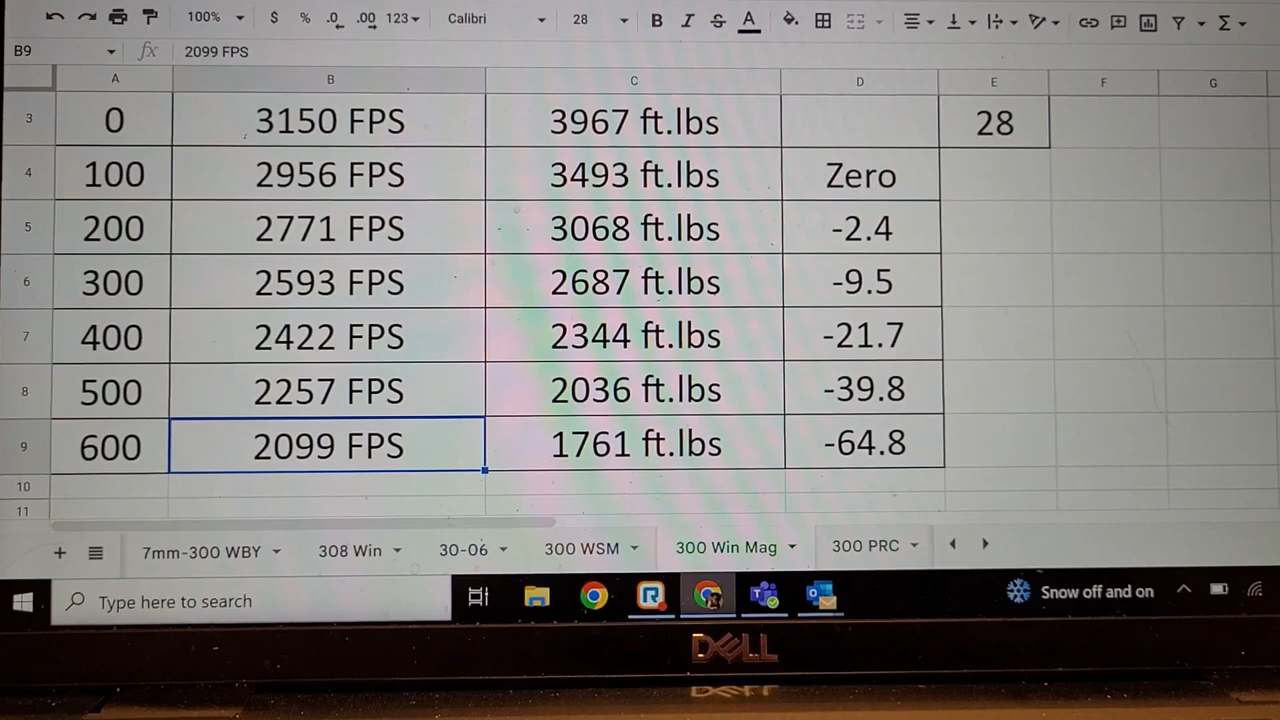 100% $ % .0 .00 123 Calibri 28 B I S A
B9 fx 2099 FPS
A B C D E F G
3 0 3150 FPS 3967 ft.lbs 28
4 100 2956 FPS 3493 ft.lbs Zero
5 200 2771 FPS 3068 ft.lbs -2.4
6 300 2593 FPS 2687 ft.lbs -9.5
7 400 2422 FPS 2344 ft.lbs -21.7
8 500 2257 FPS 2036 ft.lbs -39.8
9 600 2099 FPS 1761 ft.lbs -64.8
10
11
+ 7mm-300 WBY 308 Win 30-06 300 WSM 300 Win Mag 300 PRC
Type here to search Snow off and on
DELL